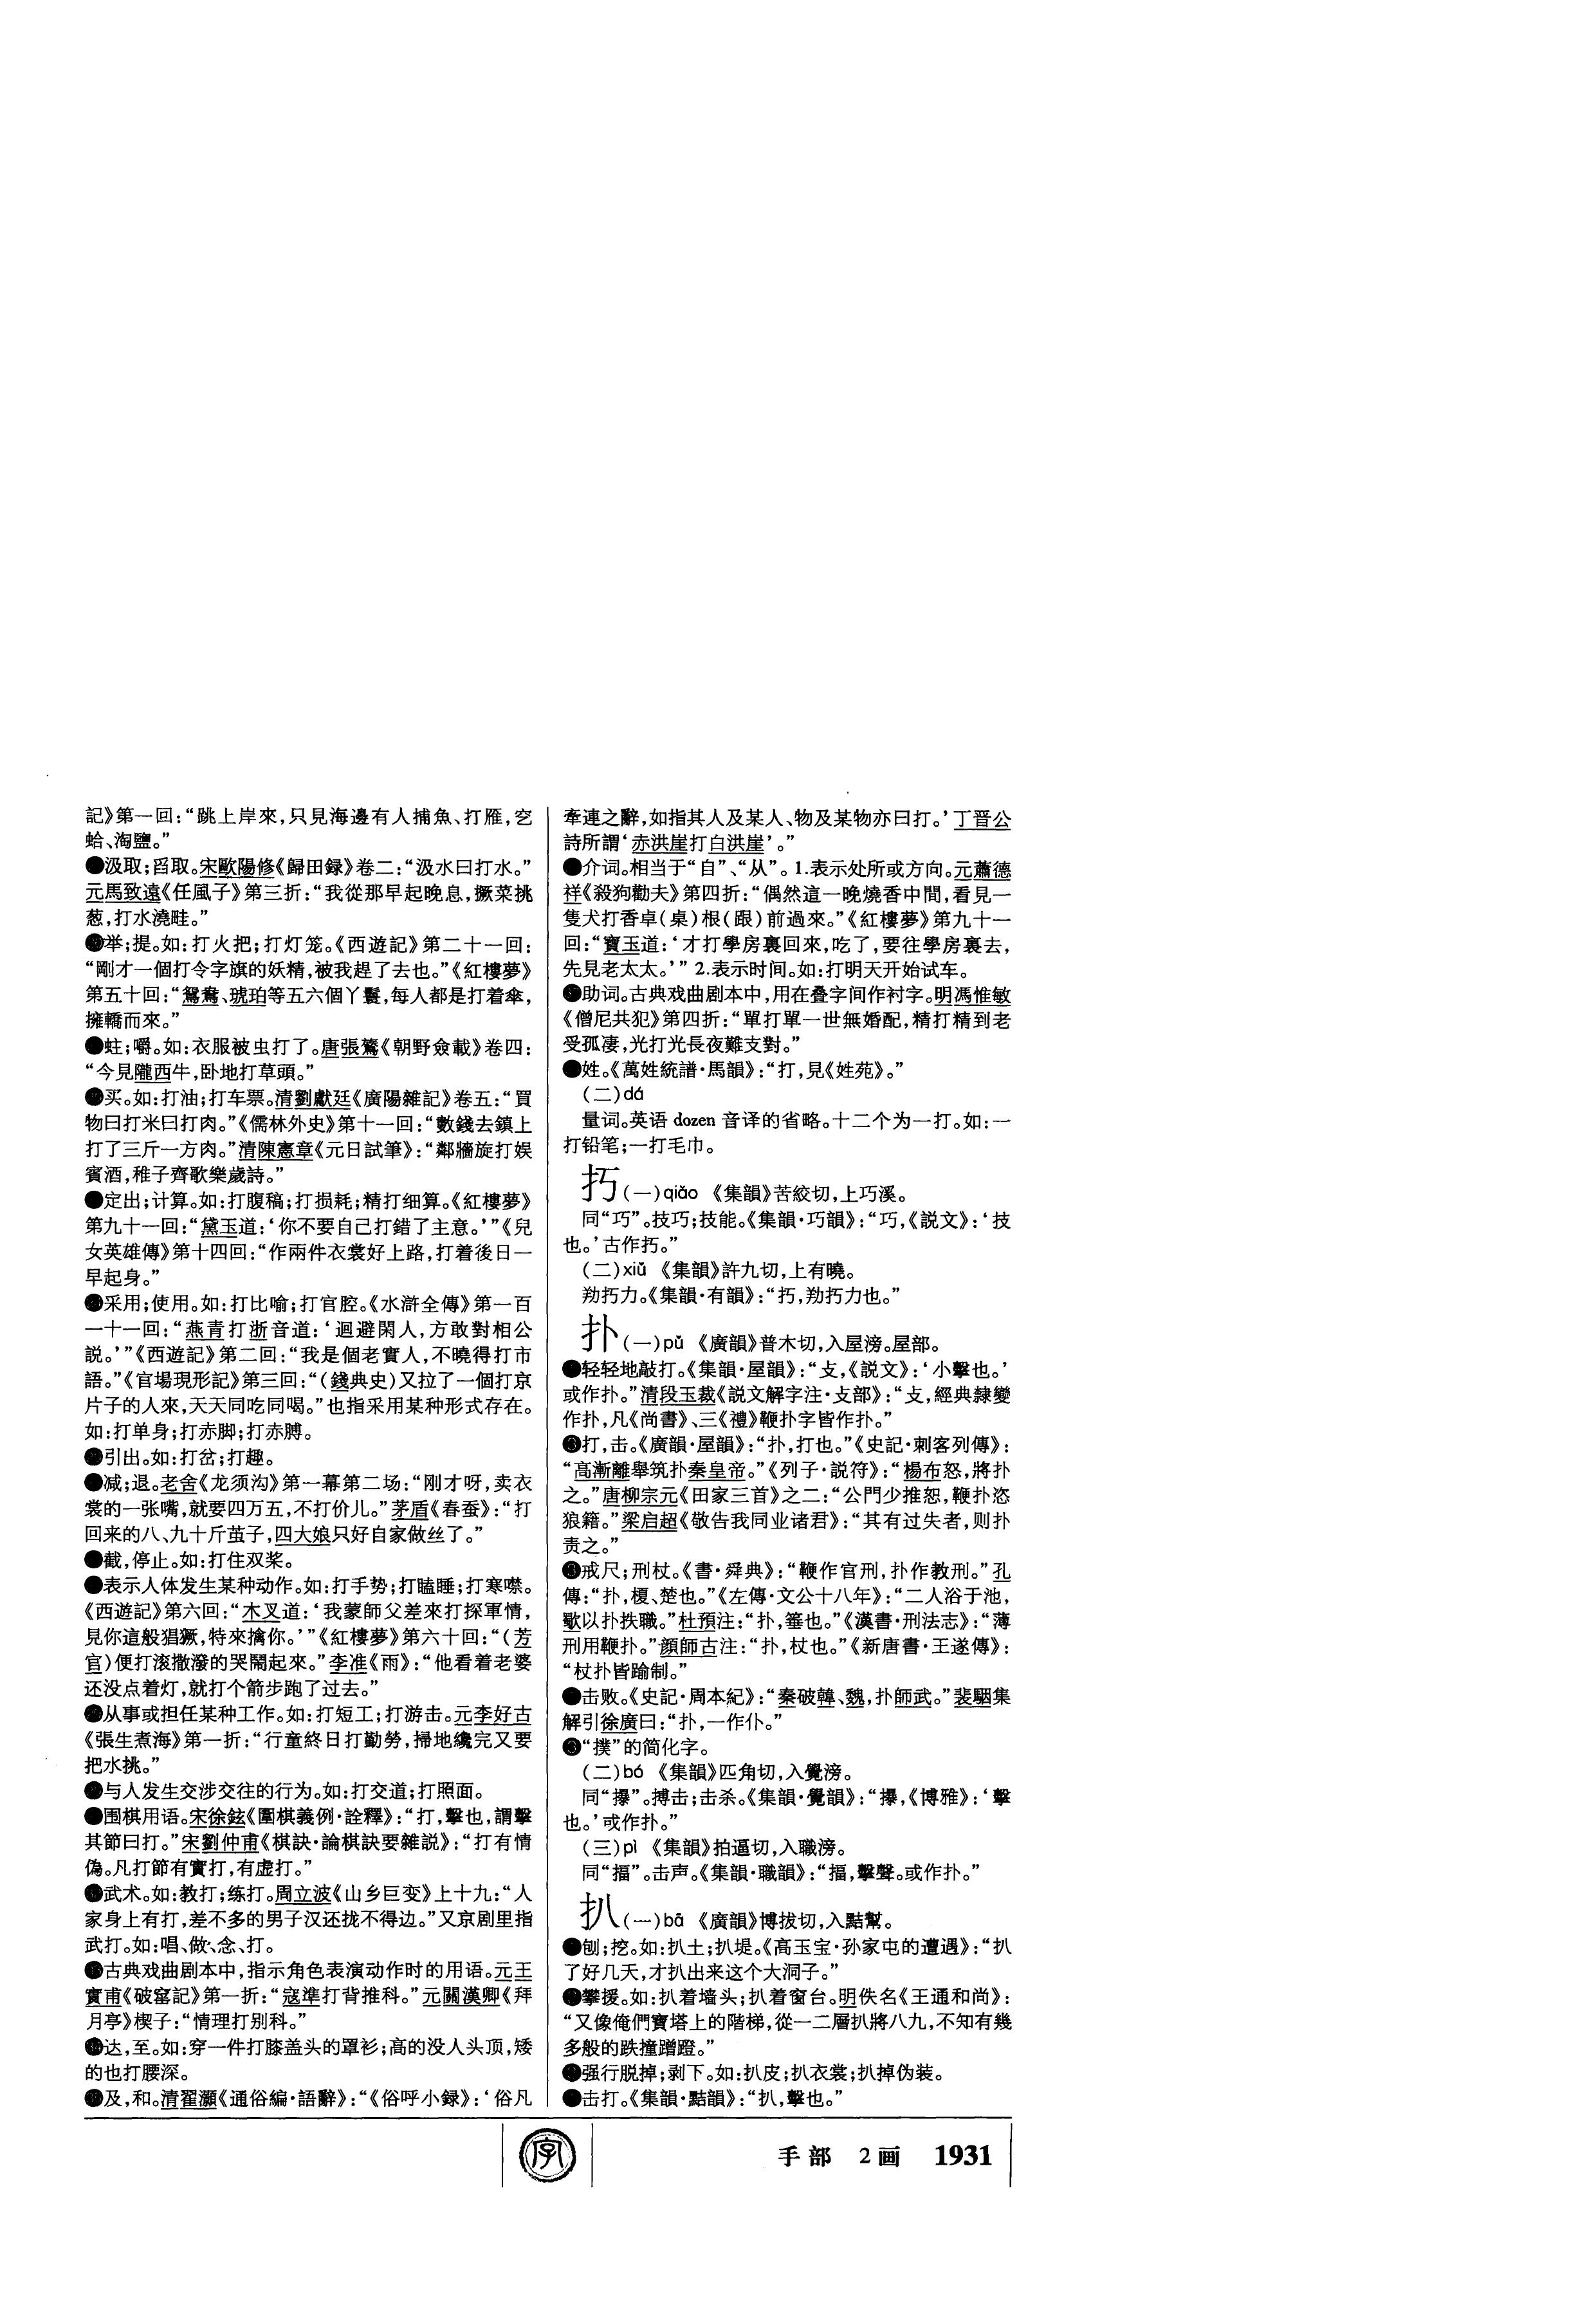 記》第一回：“跳上岸來，只見海邊有人捕魚、打雁，穵
蛤、淘鹽。”
●汲取；舀取。宋歐陽修《歸田録》卷二：“汲水曰打水。”
元馬致遠《任風子》第三折：“我從那早起晚息，撅菜挑
葱，打水澆畦。”
●举；提。如：打火把；打灯笼。《西遊記》第二十一回：
“剛才一個打令字旗的妖精，被我趕了去也。”《紅樓夢》
第五十回：“鴛鴦、琥珀等五六個丫鬟，每人都是打着傘，
擁轎而來。”
●蛀；嚼。如：衣服被虫打了。唐張鷟《朝野僉載》卷四：
“今見隴西牛，卧地打草頭。”
●买。如：打油；打车票。清劉獻廷《廣陽雜記》卷五：“買
物曰打米曰打肉。”《儒林外史》第十一回：“數錢去鎮上
打了三斤一方肉。”清陳憲章《元日試筆》：“鄰牆旋打娱
賓酒，稚子齊歌樂歲詩。”
●定出；计算。如：打腹稿；打损耗；精打细算。《紅樓夢》
第九十一回：“黛玉道：‘你不要自己打錯了主意。’”《兒
女英雄傳》第十四回：“作兩件衣裳好上路，打着後日一
早起身。”
●采用；使用。如：打比喻；打官腔。《水滸全傳》第一百
一十一回：“燕青打浙音道：‘迴避閑人，方敢對相公
説。’”《西遊記》第二回：“我是個老實人，不曉得打市
語。”《官場現形記》第三回：“（錢典史）又拉了一個打京
片子的人來，天天同吃同喝。”也指采用某种形式存在。
如：打单身；打赤脚；打赤膊。
●引出。如：打岔；打趣。
●减；退。老舍《龙须沟》第一幕第二场：“刚才呀，卖衣
裳的一张嘴，就要四万五，不打价儿。”茅盾《春蚕》：“打
回来的八、九十斤茧子，四大娘只好自家做丝了。”
●截，停止。如：打住双桨。
●表示人体发生某种动作。如：打手势；打瞌睡；打寒噤。
《西遊記》第六回：“木叉道：‘我蒙師父差來打探軍情，
見你這般猖獗，特來擒你。’”《紅樓夢》第六十回：“（芳
官）便打滚撒潑的哭鬧起來。”李准《雨》：“他看着老婆
还没点着灯，就打个箭步跑了过去。”
●从事或担任某种工作。如：打短工；打游击。元李好古
《張生煮海》第一折：“行童終日打勤勞，掃地纔完又要
把水挑。”
●与人发生交涉交往的行为。如：打交道；打照面。
●围棋用语。宋徐鉉《圍棋義例·詮釋》：“打，擊也，謂擊
其節曰打。”宋劉仲甫《棋訣·論棋訣要雜説》：“打有情
偽。凡打節有實打，有虚打。”
●武术。如：教打；练打。周立波《山乡巨变》上十九：“人
家身上有打，差不多的男子汉还拢不得边。”又京剧里指
武打。如：唱、做、念、打。
●古典戏曲剧本中，指示角色表演动作时的用语。元王
實甫《破窑記》第一折：“寇準打背推科。”元關漢卿《拜
月亭》楔子：“情理打别科。”
●达，至。如：穿一件打膝盖头的罩衫；高的没人头顶，矮
的也打腰深。
●及，和。清翟灝《通俗編·語辭》：“《俗呼小録》：‘俗凡
牽連之辭，如指其人及某人、物及某物亦曰打。’丁晋公
詩所謂‘赤洪崖打白洪崖’。”
●介词。相当于“自”、“从”。1.表示处所或方向。元蕭德
祥《殺狗勸夫》第四折：“偶然這一晚燒香中間，看見一
隻犬打香卓（桌）根（跟）前過來。”《紅樓夢》第九十一
回：“寶玉道：‘才打學房裏回來，吃了，要往學房裏去，
先見老太太。’”2.表示时间。如：打明天开始试车。
●助词。古典戏曲剧本中，用在叠字间作衬字。明馮惟敏
《僧尼共犯》第四折：“單打單一世無婚配，精打精到老
受孤凄，光打光長夜難支對。”
●姓。《萬姓統譜·馬韻》：“打，見《姓苑》。”
（二）dá
量词。英语 dozen 音译的省略。十二个为一打。如：一
打铅笔；一打毛巾。
㧅（一）qiǎo 《集韻》苦絞切，上巧溪。
同“巧”。技巧；技能。《集韻·巧韻》：“巧，《説文》：‘技
也。’古作㧅。”
（二）xiǔ 《集韻》許九切，上有曉。
㧅力。《集韻·有韻》：“㧅，㧅力也。”
扑（一）pū 《廣韻》普木切，入屋滂。屋部。
●轻轻地敲打。《集韻·屋韻》：“攴，《説文》：‘小擊也。’
或作扑。”清段玉裁《説文解字注·攴部》：“攴，經典隸變
作扑，凡《尚書》、三《禮》鞭扑字皆作扑。”
●打，击。《廣韻·屋韻》：“扑，打也。”《史記·刺客列傳》：
“高漸離舉筑扑秦皇帝。”《列子·説符》：“楊布怒，將扑
之。”唐柳宗元《田家三首》之二：“公門少推恕，鞭扑恣
狼籍。”梁启超《敬告我同业诸君》：“其有过失者，则扑
责之。”
●戒尺；刑杖。《書·舜典》：“鞭作官刑，扑作教刑。”孔
傳：“扑，榎、楚也。”《左傳·文公十八年》：“二人浴于池，
歜以扑抶職。”杜預注：“扑，箠也。”《漢書·刑法志》：“薄
刑用鞭扑。”顔師古注：“扑，杖也。”《新唐書·王遂傳》：
“杖扑皆踰制。”
●击败。《史記·周本紀》：“秦破韓、魏，扑師武。”裴駰集
解引徐廣曰：“扑，一作仆。”
●“撲”的简化字。
（二）bó 《集韻》匹角切，入覺滂。
同“㩧”。搏击；击杀。《集韻·覺韻》：“㩧，《博雅》：‘擊
也。’或作扑。”
（三）pì 《集韻》拍逼切，入職滂。
同“揊”。击声。《集韻·職韻》：“揊，擊聲。或作扑。”
扒（一）bā 《廣韻》博拔切，入黠幫。
●刨；挖。如：扒土；扒堤。《高玉宝·孙家屯的遭遇》：“扒
了好几天，才扒出来这个大洞子。”
●攀援。如：扒着墙头；扒着窗台。明佚名《王通和尚》：
“又像俺們寶塔上的階梯，從一二層扒將八九，不知有幾
多般的跌撞蹭蹬。”
●强行脱掉；剥下。如：扒皮；扒衣裳；扒掉伪装。
●击打。《集韻·黠韻》：“扒，擊也。”
字
手部 2画 1931